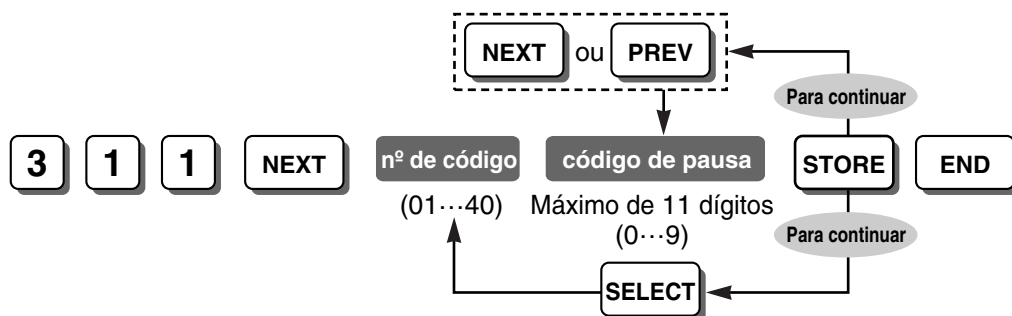 NEXT ou PREV
Para continuar
3 1 1 NEXT nº de código código de pausa STORE END
(01···40) Máximo de 11 dígitos
(0···9)
Para continuar
SELECT